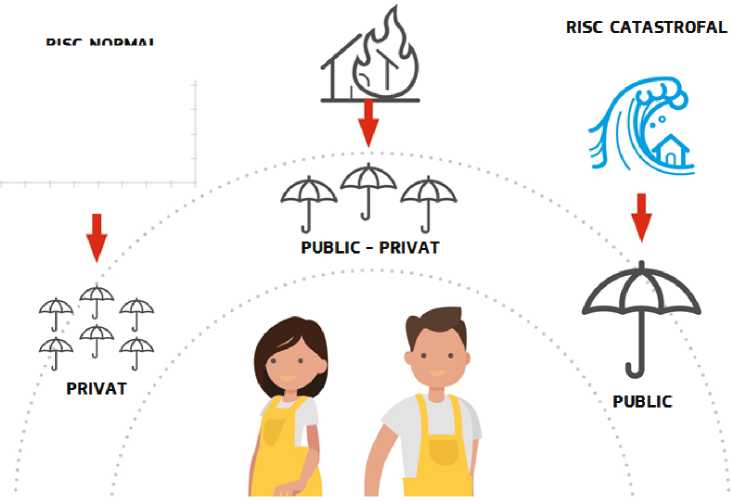 RISC NORMAL
RISC CATASTROFAL
PUBLIC - PRIVAT
PRIVAT
PUBLIC